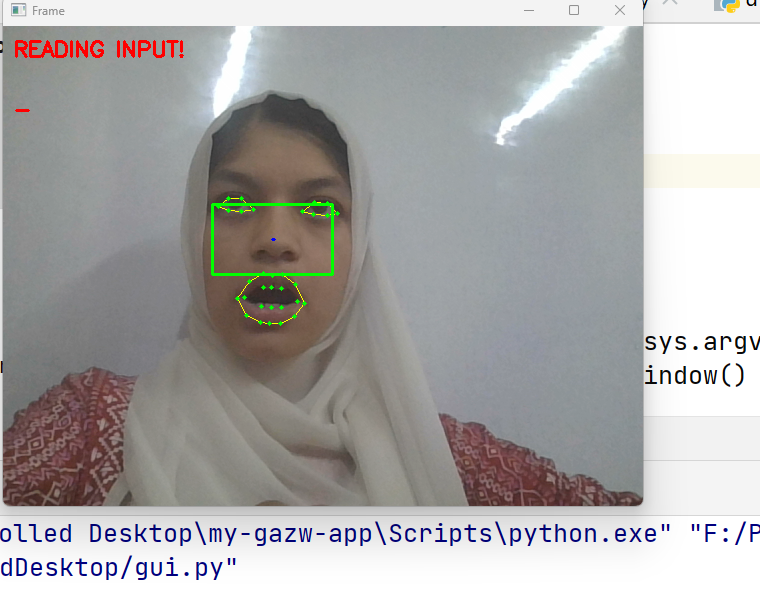 Frame
READING INPUT!
sys.argv
indow()
olled Desktop\my-gazw-app\Scripts\python.exe" "F:/P
dDesktop/gui.py"